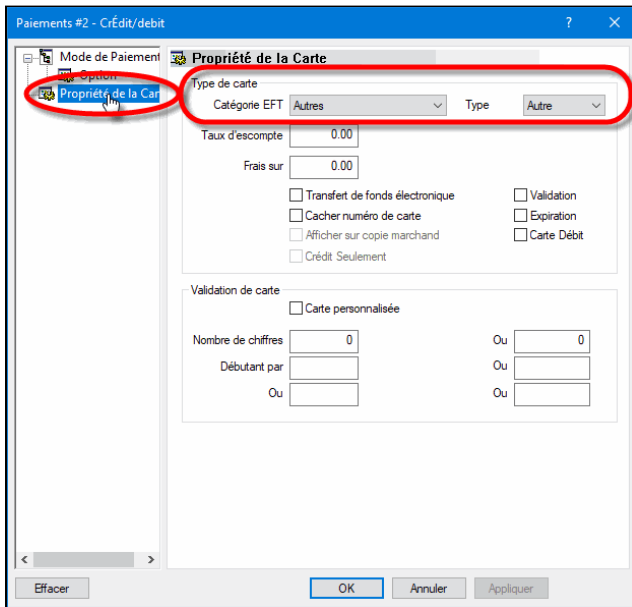 Paiements #2 - CrÉdit/debit
?
Mode de Paiement
Option
Propriété de la Car
Propriété de la Carte
Type de carte
Catégorie EFT Autres Type Autre
Taux d'escompte 0.00
Frais sur 0.00
Transfert de fonds électronique Validation
Cacher numéro de carte Expiration
Afficher sur copie marchand Carte Débit
Crédit Seulement
Validation de carte
Carte personnalisée
Nombre de chiffres 0 Ou 0
Débutant par Ou
Ou Ou
Effacer OK Annuler Appliquer